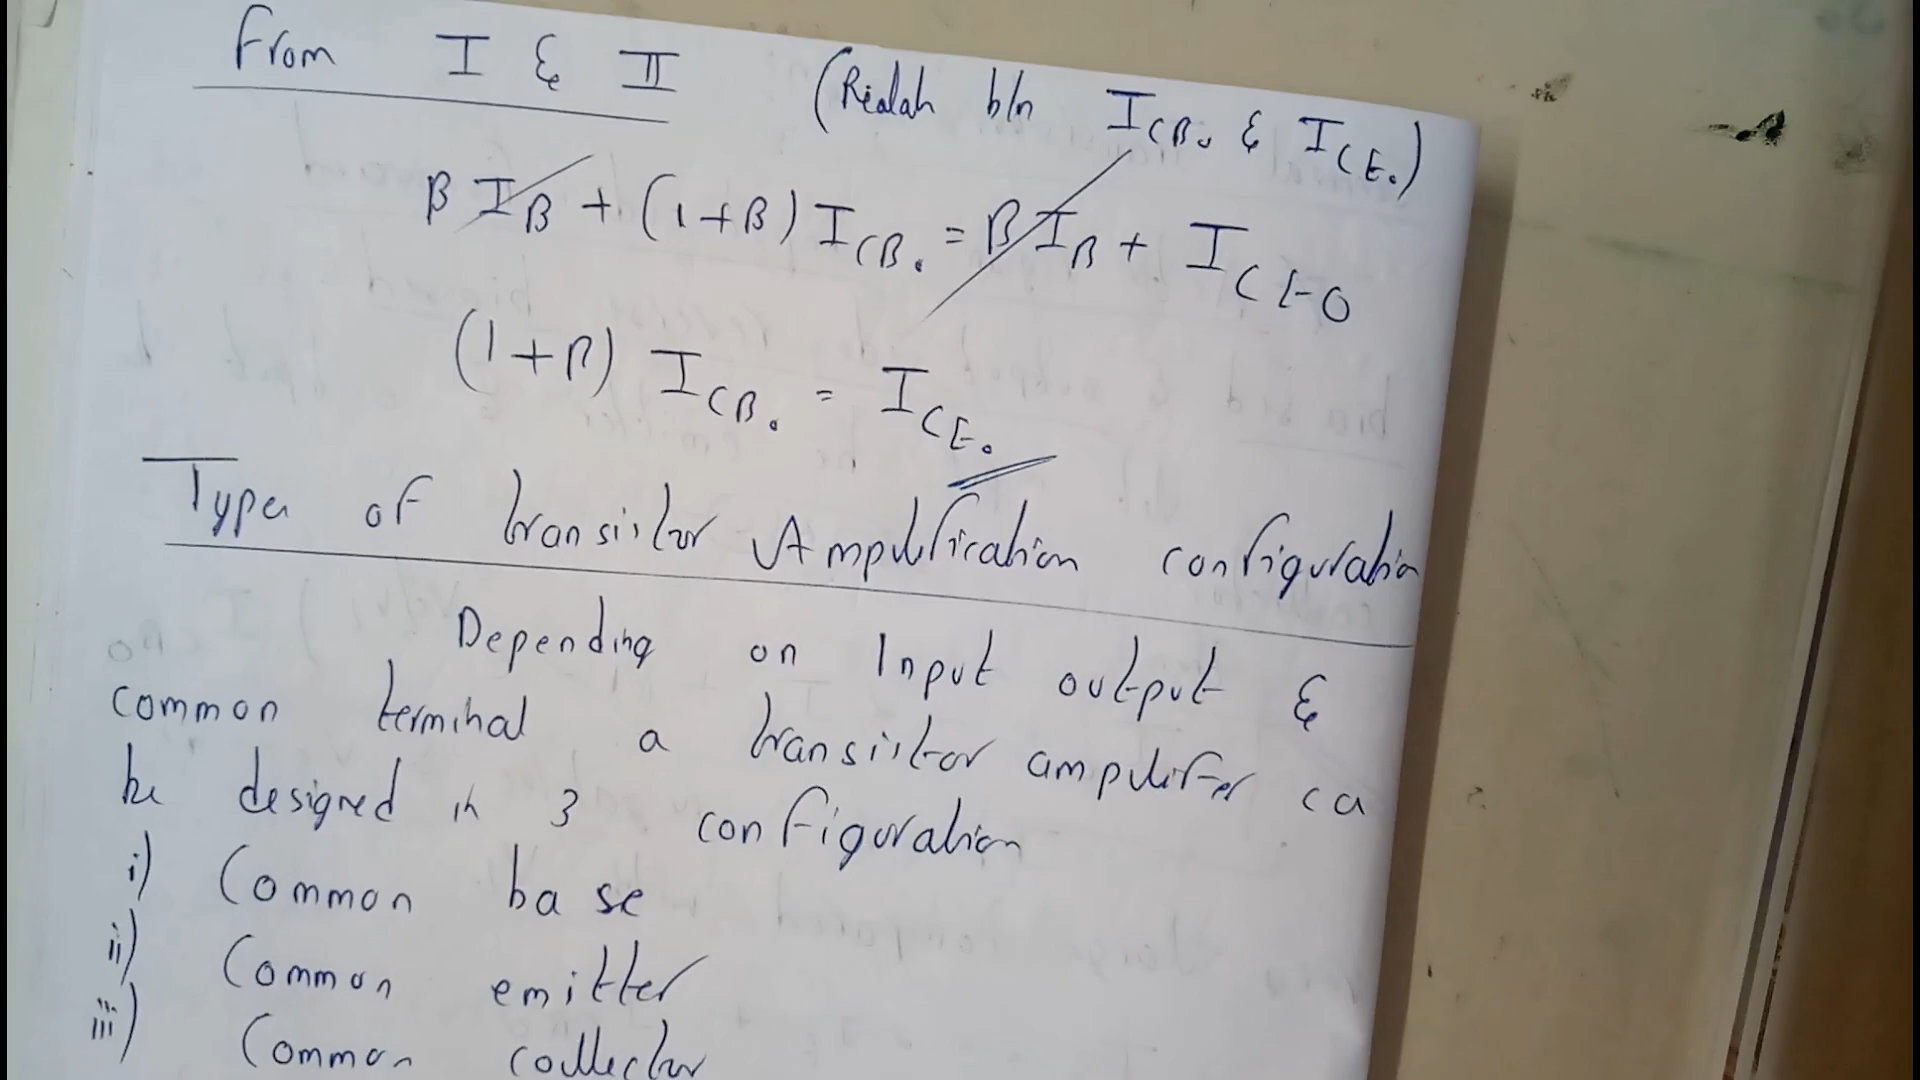 From I & II (Realah b/n ICBo & ICEo)
β IB + (1+β) ICBo = β IB + ICEO
(1+β) ICBo = ICEo
Types of transistor Amplification configuration
Depending on Input output &
common terminal a transistor amplifier ca
be designed in 3 configuration
i) Common base
ii) Common emitter
iii) Common collector